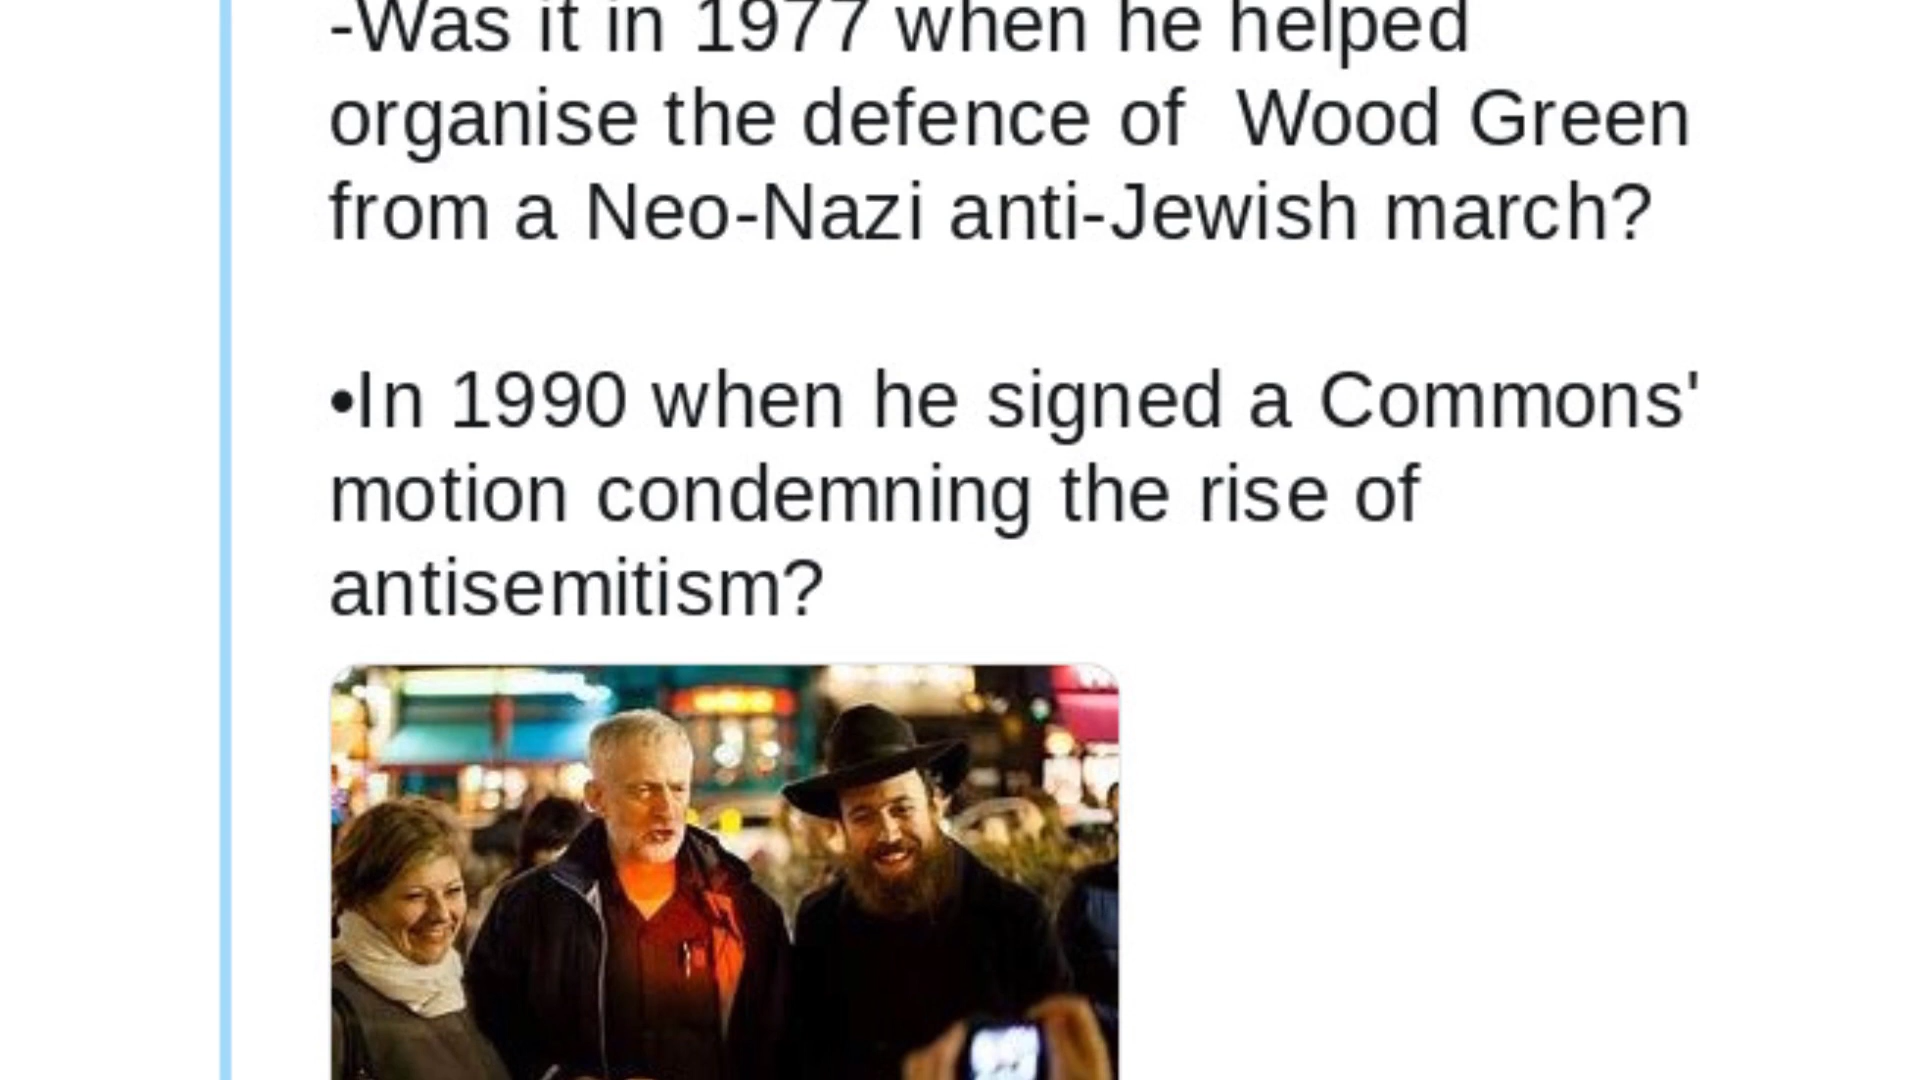 -Was it in 1977 when he helped
organise the defence of  Wood Green
from a Neo-Nazi anti-Jewish march?
•In 1990 when he signed a Commons'
motion condemning the rise of
antisemitism?